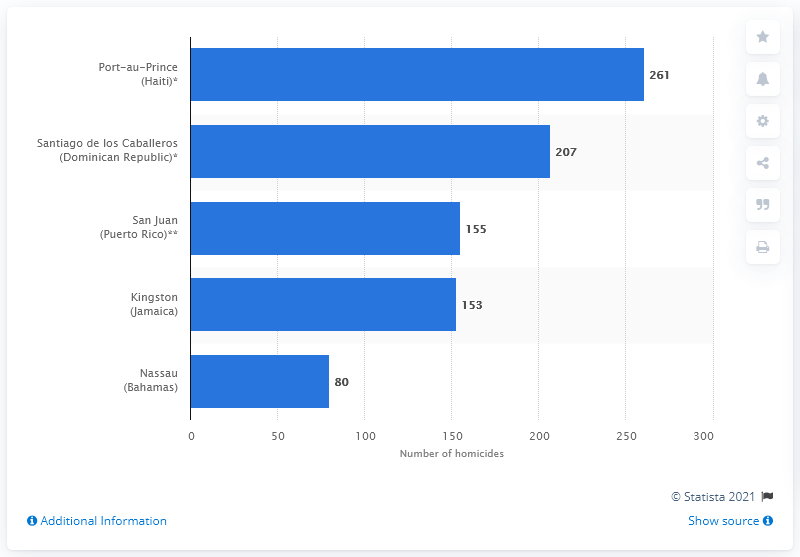 Port-au-Prince
(Haiti)*
261
Santiago de los Caballeros
(Dominican Republic)*
207
San Juan
(Puerto Rico)**
155
Kingston
(Jamaica)
153
Nassau
(Bahamas)
80
0 50 100 150 200 250 300
Number of homicides
© Statista 2021
Additional Information
Show source